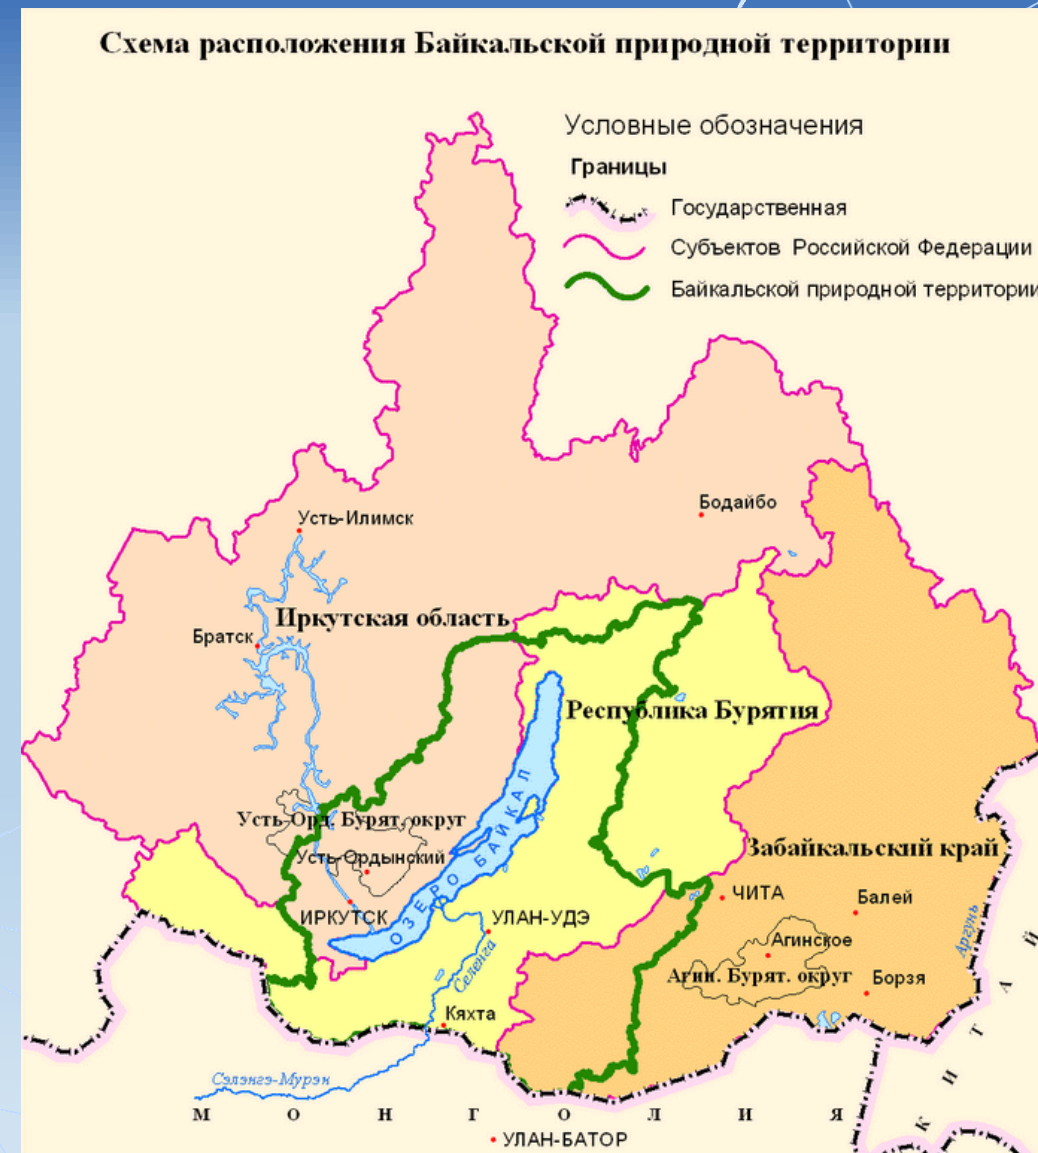 Схема расположения Байкальской природной территории
Условные обозначения
Границы
Государственная
Субъектов Российской Федерации
Байкальской природной территории
Бодайбо
Усть-Илимск
Иркутская область
Братск
Республика Бурятия
ОЗЕРО БАЙКАЛ
Усть-Орд. Бурят. округ
Усть-Ордынский
Забайкальский край
ЧИТА
Балей
ИРКУТСК
УЛАН-УДЭ
Агинское
Аргунь
Селенга
Агин. Бурят. округ
Борзя
Кяхта
КИТАЙ
Сэлэнгэ-Мурэн
МОНГОЛИЯ
УЛАН-БАТОР